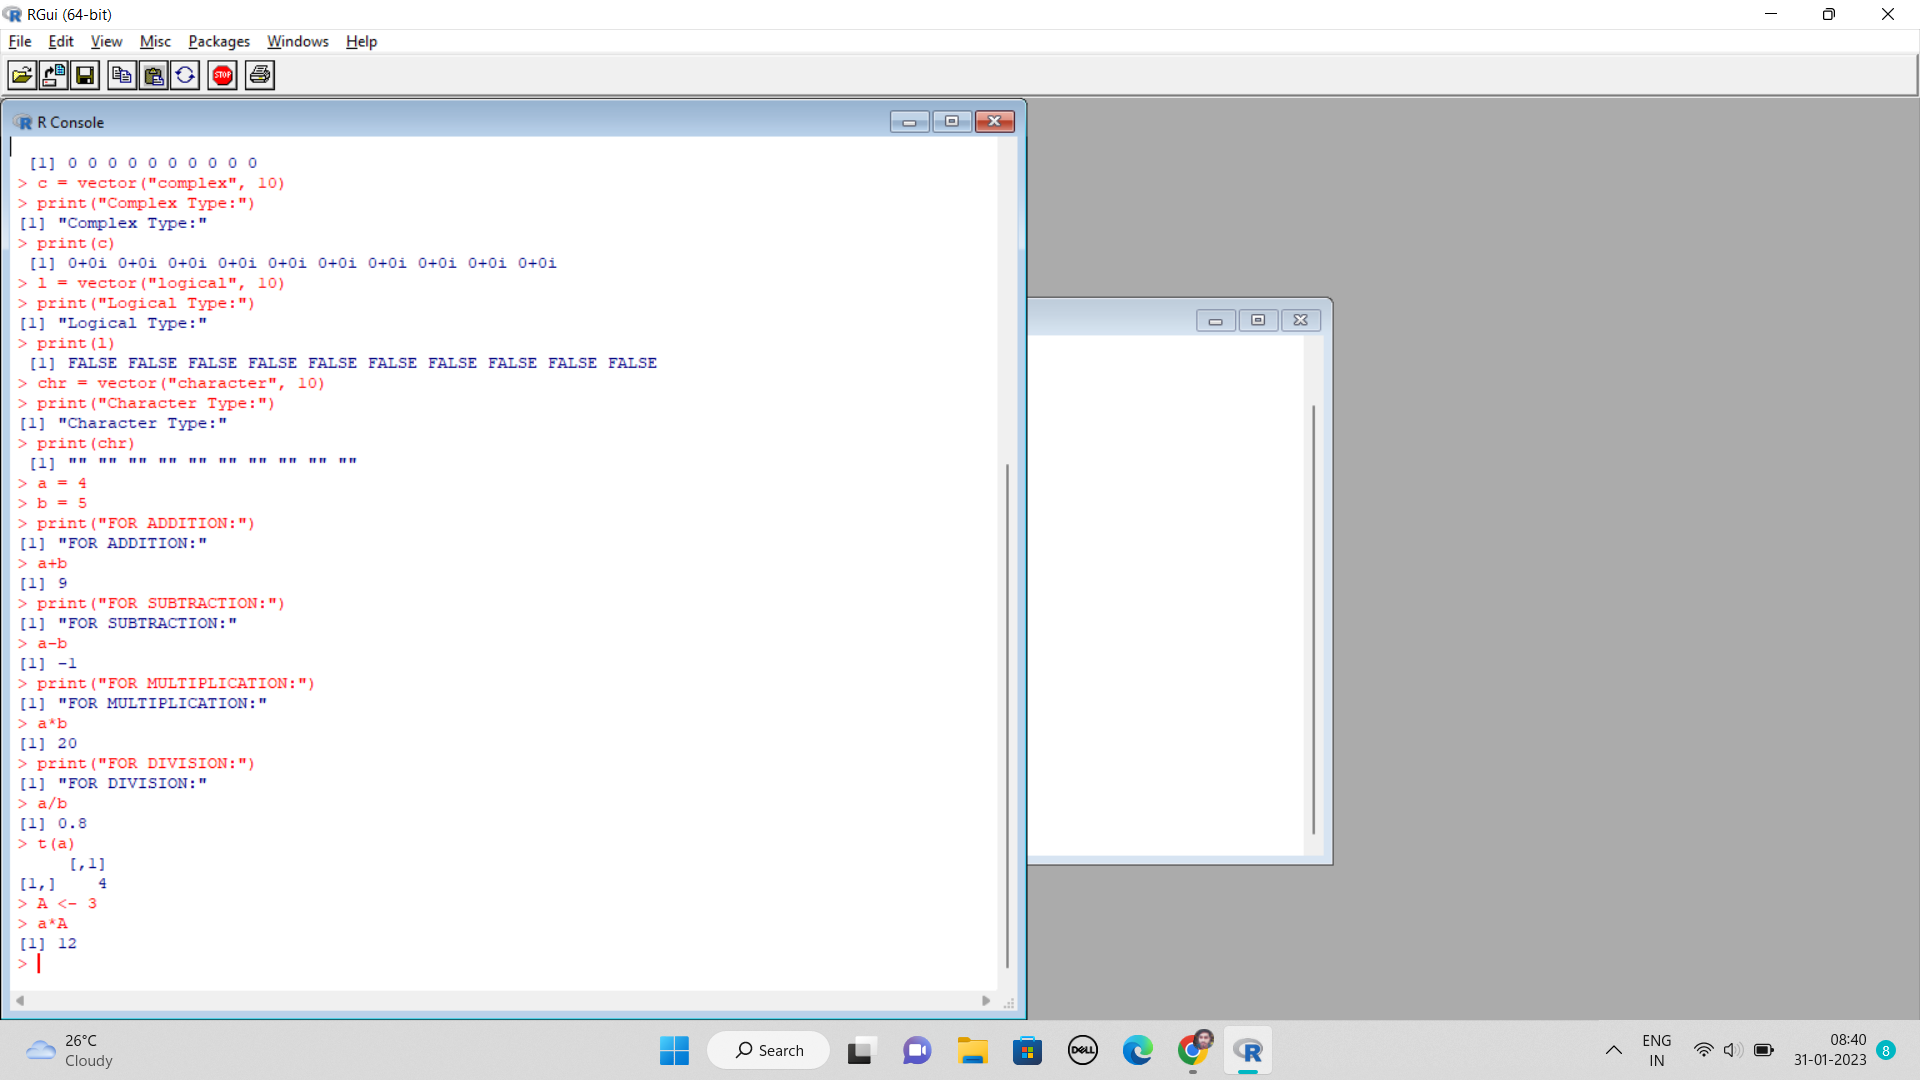 RGui (64-bit)
File Edit View Misc Packages Windows Help
STOP
R Console
[1] 0 0 0 0 0 0 0 0 0 0
> c = vector("complex", 10)
> print("Complex Type:")
[1] "Complex Type:"
> print(c)
[1] 0+0i 0+0i 0+0i 0+0i 0+0i 0+0i 0+0i 0+0i 0+0i 0+0i
> l = vector("logical", 10)
> print("Logical Type:")
[1] "Logical Type:"
> print(l)
[1] FALSE FALSE FALSE FALSE FALSE FALSE FALSE FALSE FALSE FALSE
> chr = vector("character", 10)
> print("Character Type:")
[1] "Character Type:"
> print(chr)
[1] "" "" "" "" "" "" "" "" "" ""
> a = 4
> b = 5
> print("FOR ADDITION:")
[1] "FOR ADDITION:"
> a+b
[1] 9
> print("FOR SUBTRACTION:")
[1] "FOR SUBTRACTION:"
> a-b
[1] -1
> print("FOR MULTIPLICATION:")
[1] "FOR MULTIPLICATION:"
> a*b
[1] 20
> print("FOR DIVISION:")
[1] "FOR DIVISION:"
> a/b
[1] 0.8
> t(a)
[,1]
[1,] 4
> A <- 3
> a*A
[1] 12
>
26°C
Cloudy
Search
DELL
ENG
IN
08:40
31-01-2023
8